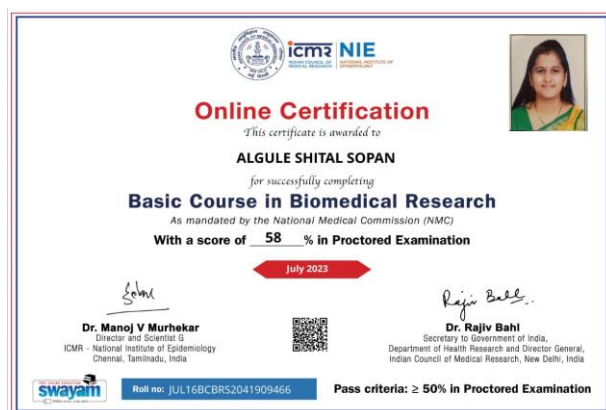 icmr NIE
INDIAN COUNCIL OF MEDICAL RESEARCH NATIONAL INSTITUTE OF EPIDEMIOLOGY
Online Certification
This certificate is awarded to
ALGULE SHITAL SOPAN
for successfully completing
Basic Course in Biomedical Research
As mandated by the National Medical Commission (NMC)
With a score of 58 % in Proctored Examination
July 2023
Dr. Manoj V Murhekar
Director and Scientist G
ICMR - National Institute of Epidemiology
Chennai, Tamilnadu, India
Rajiv Bahl
Dr. Rajiv Bahl
Secretary to Government of India,
Department of Health Research and Director General,
Indian Council of Medical Research, New Delhi, India
swayam
Roll no: JUL16BCBRS2041909466
Pass criteria: ≥ 50% in Proctored Examination